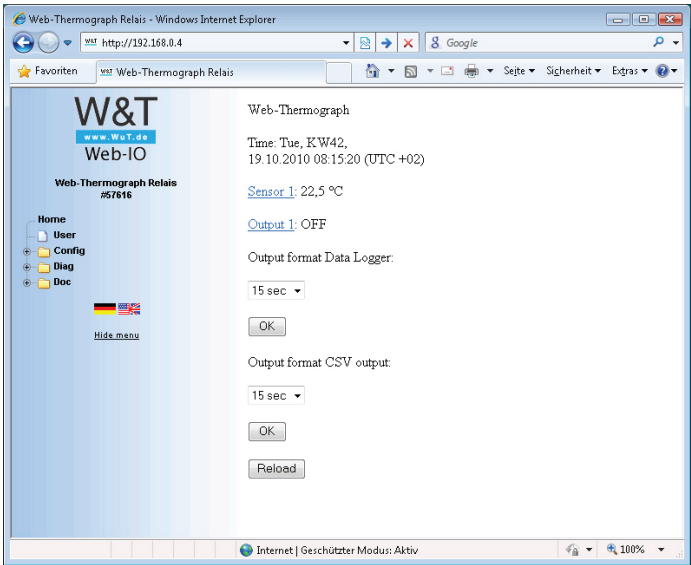 Web-Thermograph Relais - Windows Internet Explorer
W&T http://192.168.0.4
Google
Favoriten
W&T Web-Thermograph Relais
Seite
Sicherheit
Extras
W&T
www.WuT.de
Web-IO
Web-Thermograph Relais
#57616
Home
User
Config
Diag
Doc
Hide menu
Web-Thermograph
Time: Tue, KW42,
19.10.2010 08:15:20 (UTC +02)
Sensor 1: 22,5 °C
Output 1: OFF
Output format Data Logger:
15 sec
OK
Output format CSV output:
15 sec
OK
Reload
Internet | Geschützter Modus: Aktiv
100%